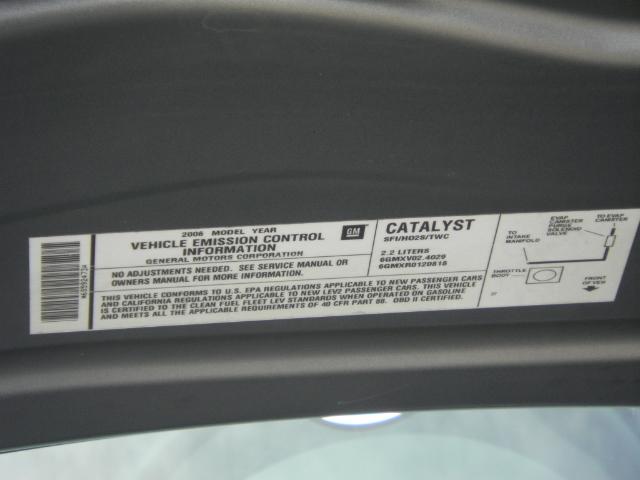 2006 MODEL YEAR
VEHICLE EMISSION CONTROL
INFORMATION
GENERAL MOTORS CORPORATION
GM
NO ADJUSTMENTS NEEDED. SEE SERVICE MANUAL OR
OWNERS MANUAL FOR MORE INFORMATION.
CATALYST
SFI/HO2S/TWC
2.2 LITERS
6GMXV02.4029
6GMXR0120816
THIS VEHICLE CONFORMS TO U.S. EPA REGULATIONS APPLICABLE TO NEW PASSENGER CARS
AND CALIFORNIA REGULATIONS APPLICABLE TO NEW LEV2 PASSENGER CARS. THIS VEHICLE
IS CERTIFIED TO THE CLEAN FUEL FLEET LEV STANDARDS WHEN OPERATED ON GASOLINE
AND MEETS ALL THE APPLICABLE REQUIREMENTS OF 40 CFR PART 88. OBD II CERTIFIED.
TO
INTAKE
MANIFOLD
EVAP
CANISTER
PURGE
SOLENOID
VALVE
TO EVAP
CANISTER
THROTTLE
BODY
FRONT
OF VEH